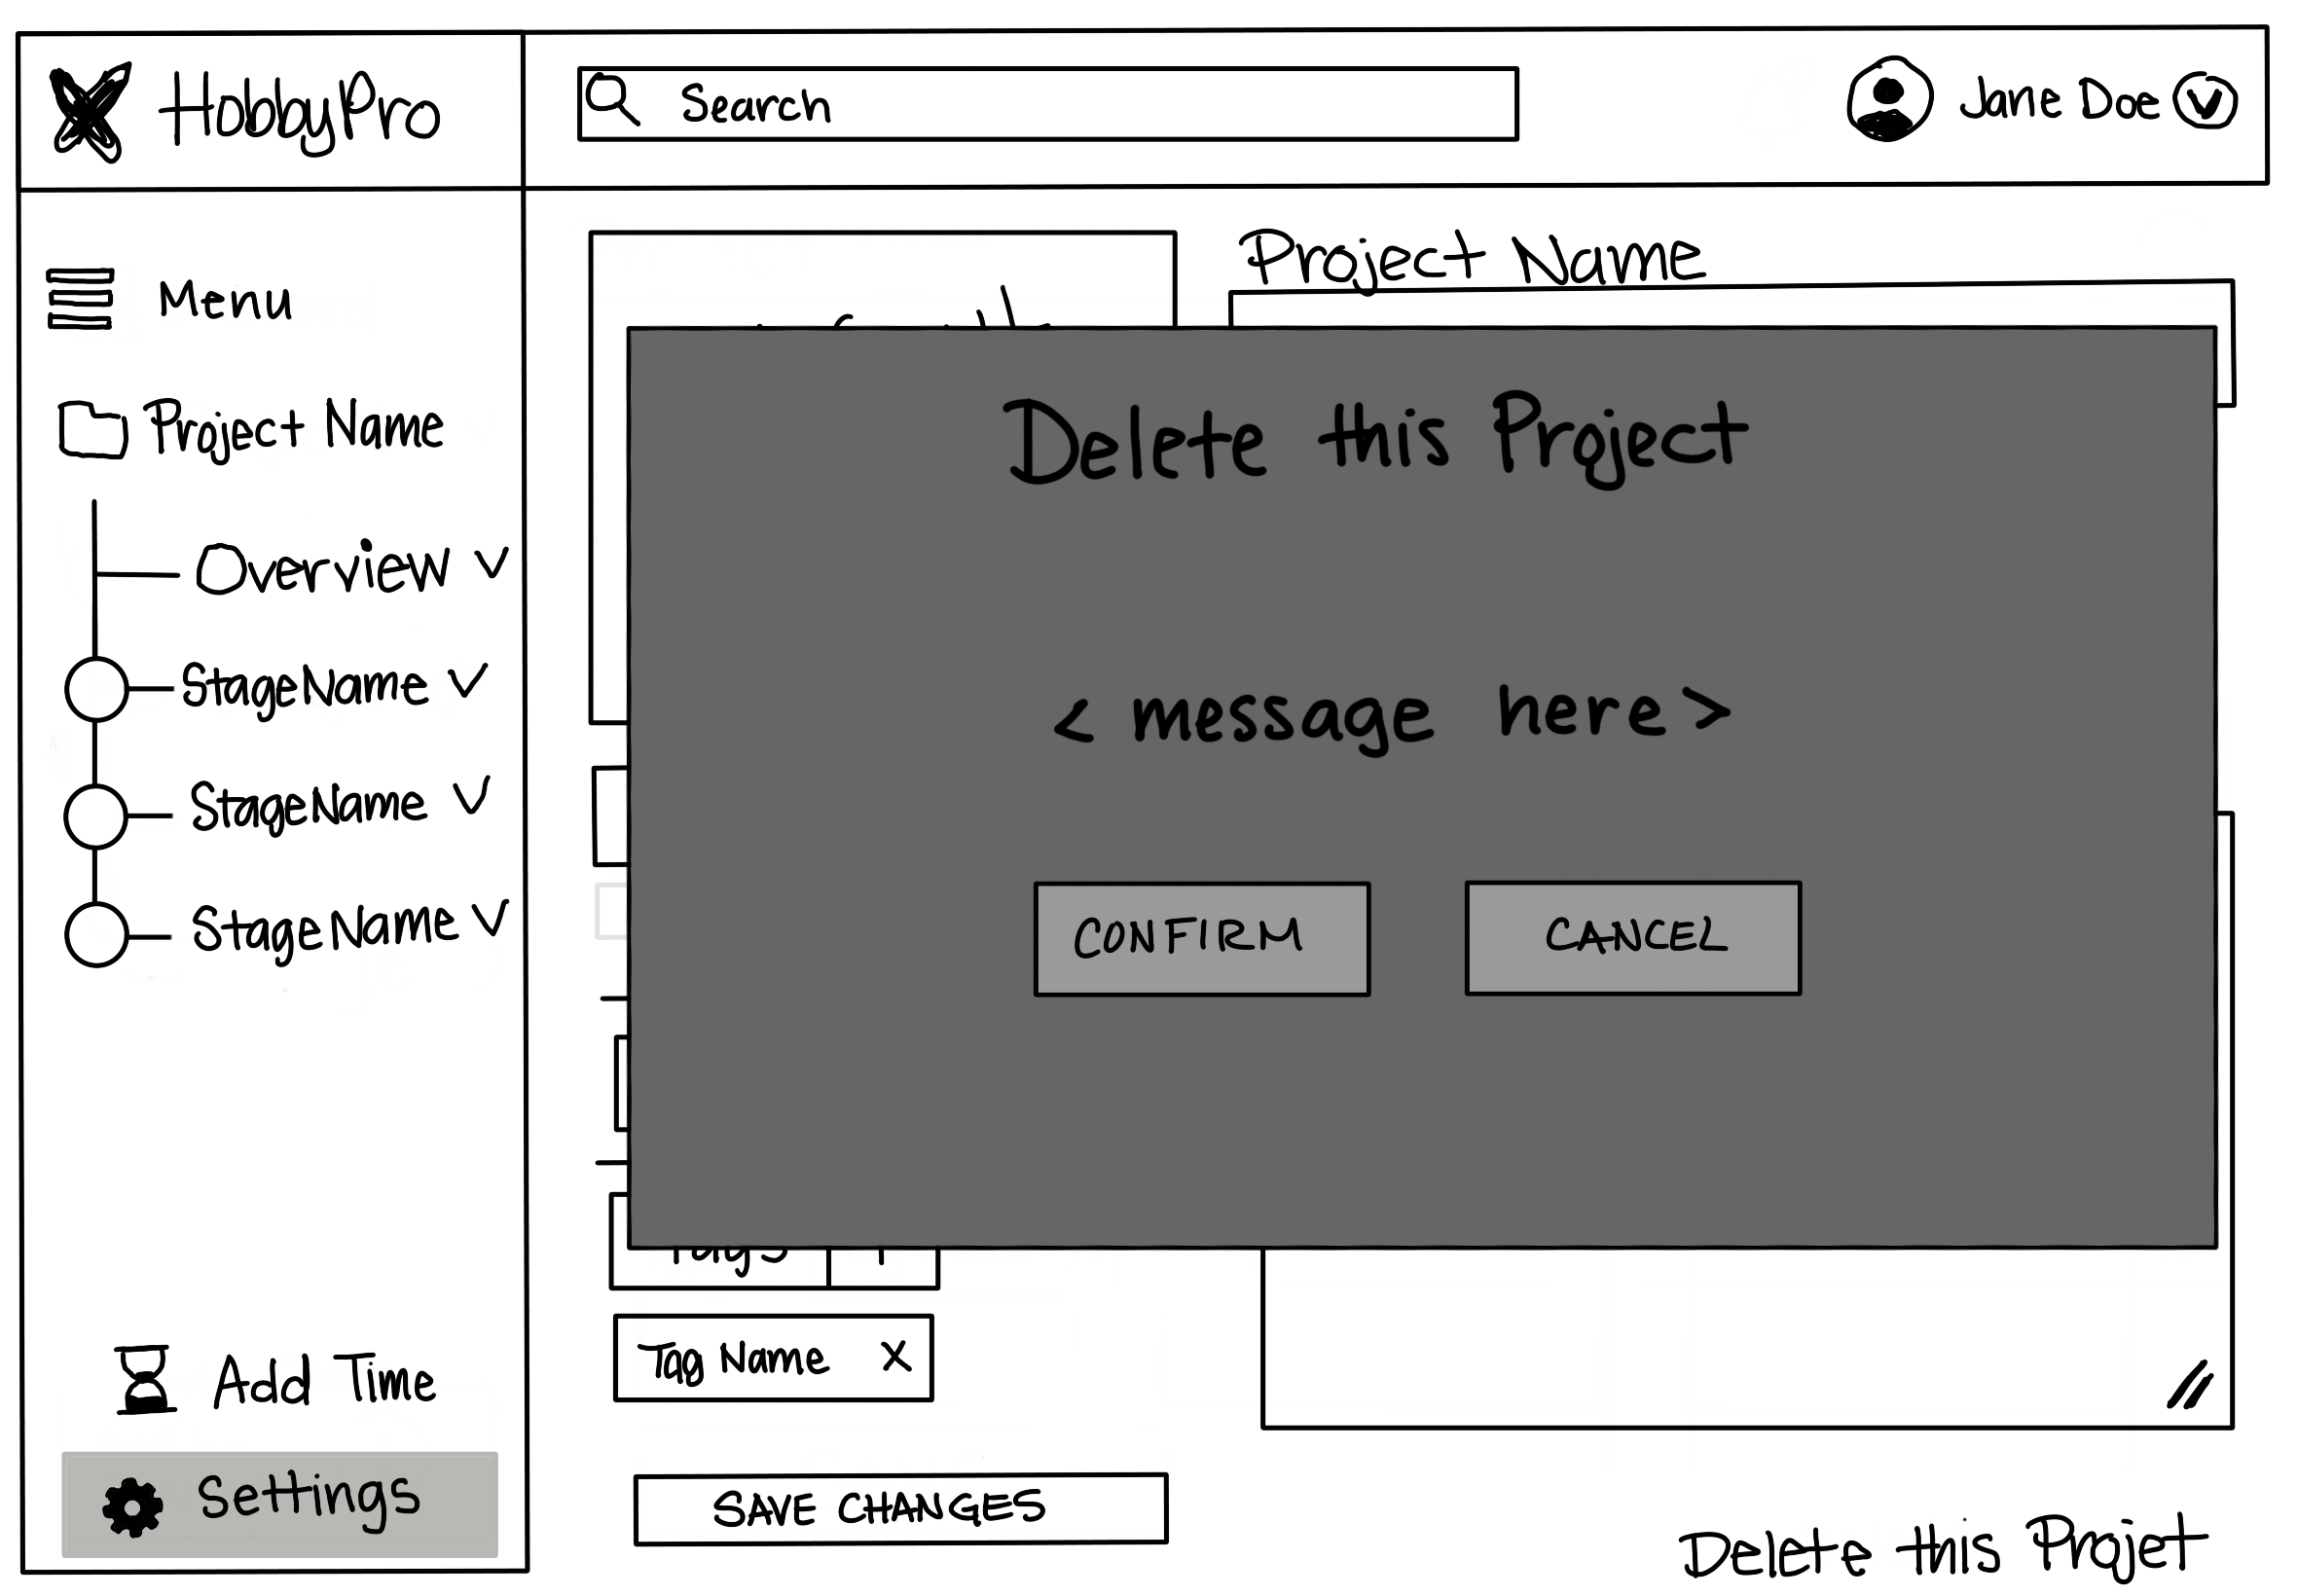 HobbyPro
Search
Jane Doe
Menu
Project Name
Overview
StageName
StageName
StageName
Add Time
Settings
Project Name
Delete this Project
< message here >
CONFIRM
CANCEL
Tags
Tag Name x
SAVE CHANGES
Delete this Projet